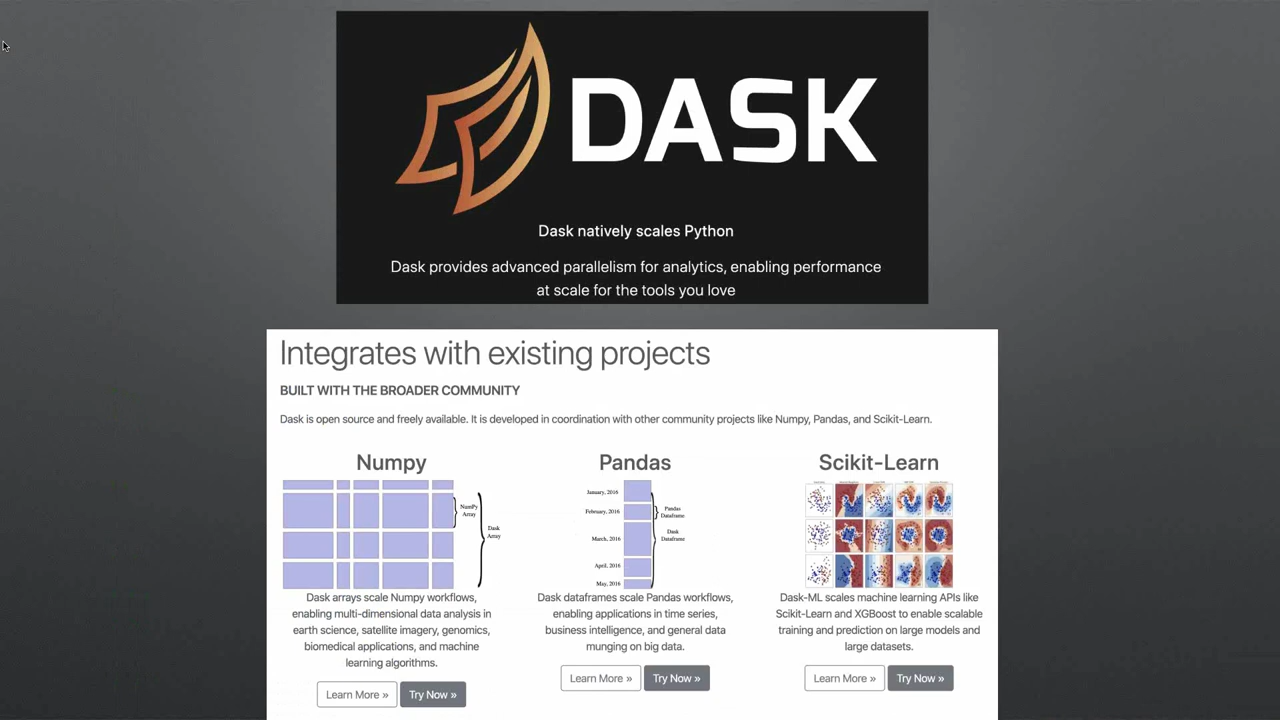 DASK
Dask natively scales Python
Dask provides advanced parallelism for analytics, enabling performance
at scale for the tools you love
Integrates with existing projects
BUILT WITH THE BROADER COMMUNITY
Dask is open source and freely available. It is developed in coordination with other community projects like Numpy, Pandas, and Scikit-Learn.
Numpy
NumPy
Array
Dask
Array
Dask arrays scale Numpy workflows,
enabling multi-dimensional data analysis in
earth science, satellite imagery, genomics,
biomedical applications, and machine
learning algorithms.
Learn More »
Try Now »
Pandas
January, 2016
February, 2016
March, 2016
April, 2016
May, 2016
Pandas
Dataframe
Dask
Dataframe
Dask dataframes scale Pandas workflows,
enabling applications in time series,
business intelligence, and general data
munging on big data.
Learn More »
Try Now »
Scikit-Learn
Dask-ML scales machine learning APIs like
Scikit-Learn and XGBoost to enable scalable
training and prediction on large models and
large datasets.
Learn More »
Try Now »